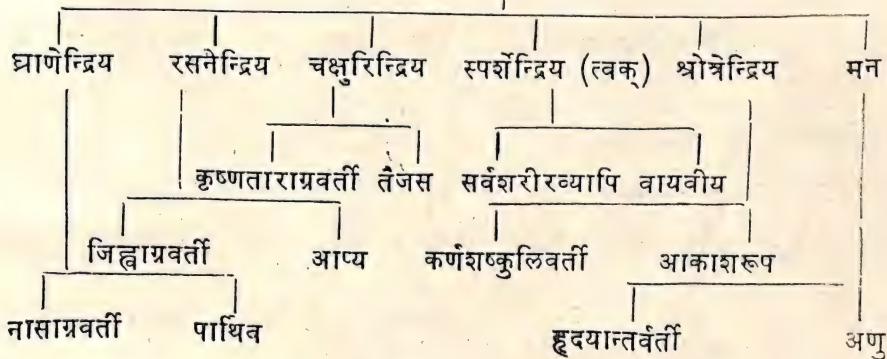 घ्राणेन्द्रिय रसनेन्द्रिय चक्षुरिन्द्रिय स्पर्शेन्द्रिय (त्वक्) श्रोत्रेन्द्रिय मन
कृष्णताराग्रवर्ती तैजस सर्वशरीरव्यापि वायवीय
जिह्वाग्रवर्ती आप्य कर्णशष्कुलिवर्ती आकाशरूप
नासाग्रवर्ती पार्थिव हृदयान्तर्वर्ती अणु